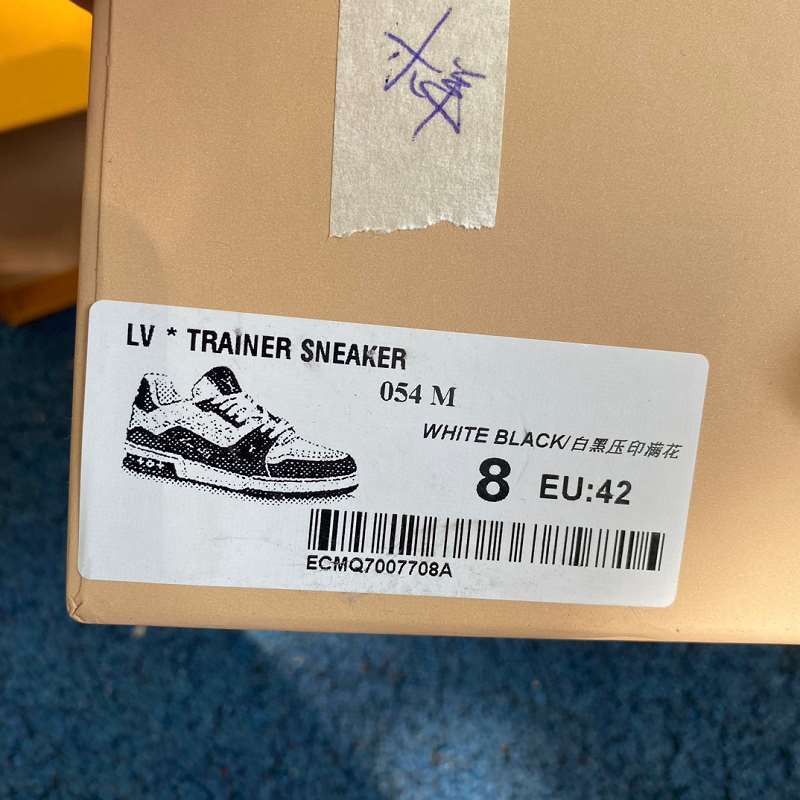 LV * TRAINER SNEAKER
054 M
WHITE BLACK/白黑压印满花
8 EU:42
ECMQ7007708A